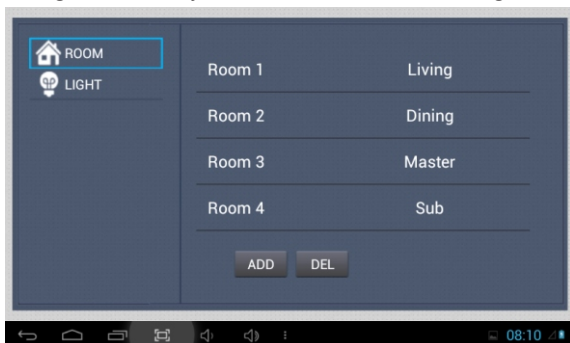 ROOM
LIGHT
Room 1 Living
Room 2 Dining
Room 3 Master
Room 4 Sub
ADD DEL
08:10